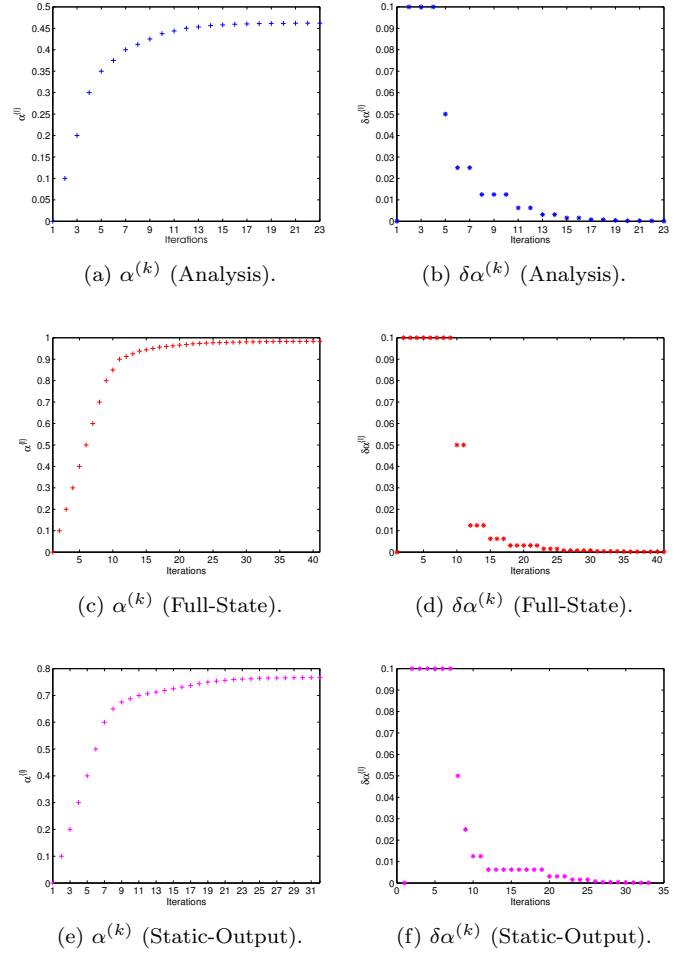 0.5
0.45
0.4
0.35
0.3
0.25
0.2
0.15
0.1
0.05
0
α^(l)
1 3 5 7 9 11 13 15 17 19 21 23
Iterations
(a) α^(k) (Analysis).
0.1
0.09
0.08
0.07
0.06
0.05
0.04
0.03
0.02
0.01
0
δα^(l)
1 3 5 7 9 11 13 15 17 19 21 23
Iterations
(b) δα^(k) (Analysis).
1
0.9
0.8
0.7
0.6
0.5
0.4
0.3
0.2
0.1
0
α^(l)
5 10 15 20 25 30 35 40
Iterations
(c) α^(k) (Full-State).
0.1
0.09
0.08
0.07
0.06
0.05
0.04
0.03
0.02
0.01
0
δα^(l)
5 10 15 20 25 30 35 40
Iterations
(d) δα^(k) (Full-State).
0.8
0.7
0.6
0.5
0.4
0.3
0.2
0.1
0
α^(l)
1 3 5 7 9 11 13 15 17 19 21 23 25 27 29 31
Iterations
(e) α^(k) (Static-Output).
0.1
0.09
0.08
0.07
0.06
0.05
0.04
0.03
0.02
0.01
0
δα^(l)
0 5 10 15 20 25 30 35
Iterations
(f) δα^(k) (Static-Output).